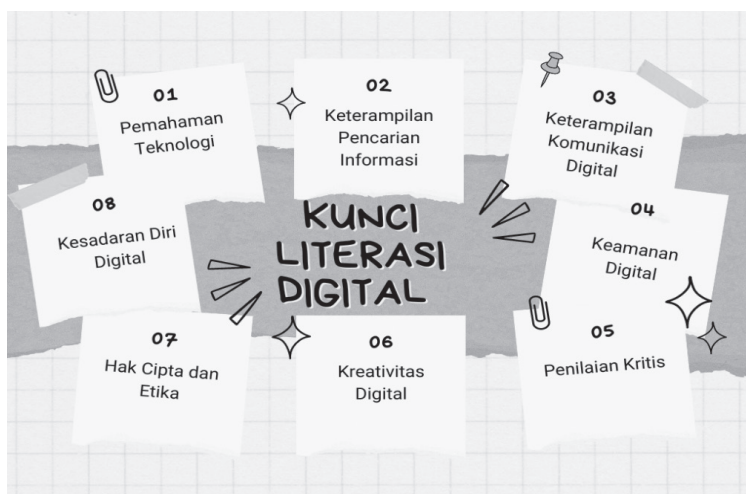 01
Pemahaman
Teknologi
02
Keterampilan
Pencarian
Informasi
03
Keterampilan
Komunikasi
Digital
04
Keamanan
Digital
05
Penilaian Kritis
06
Kreativitas
Digital
07
Hak Cipta dan
Etika
08
Kesadaran Diri
Digital
KUNCI
LITERASI
DIGITAL